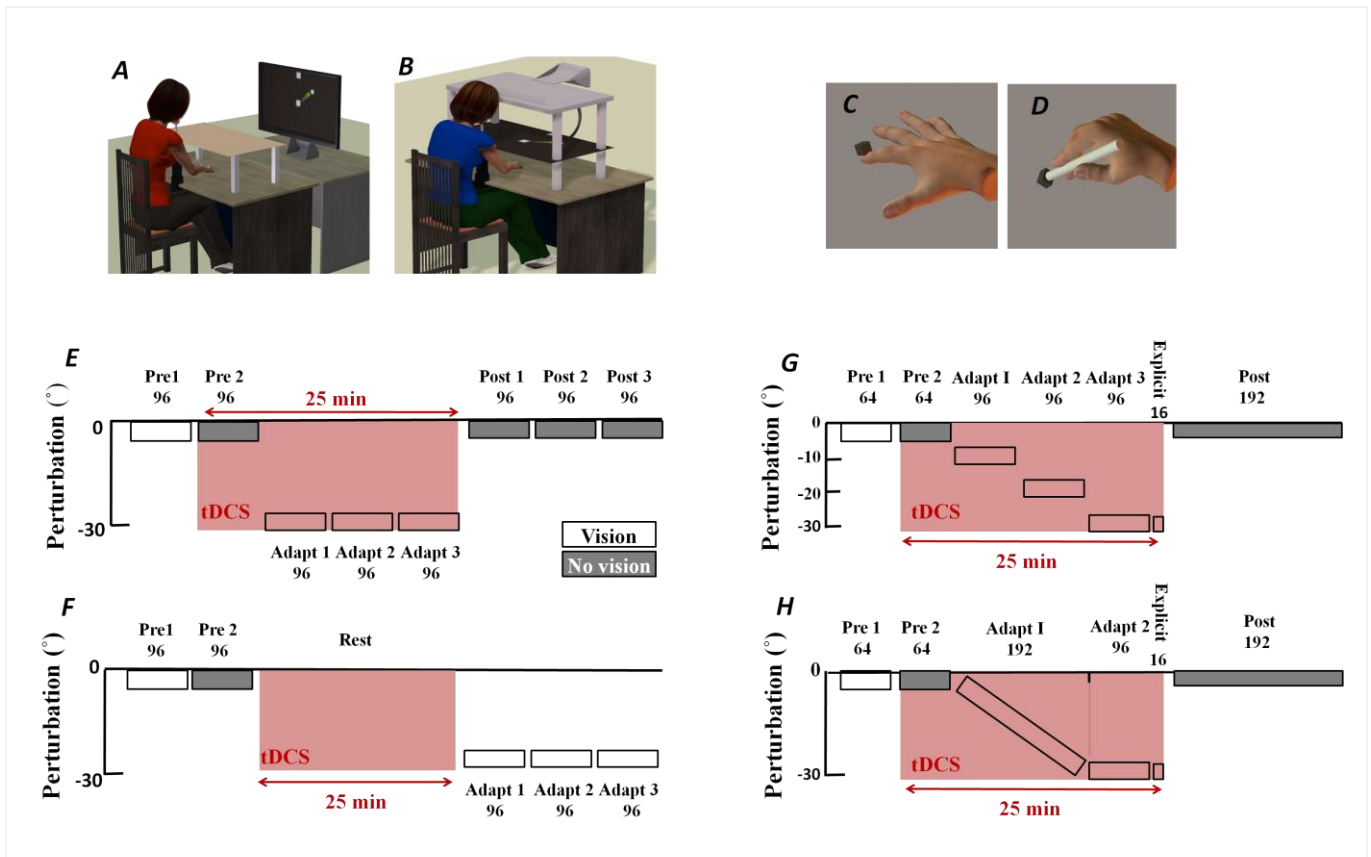 A
B
C
D
E
Pre1
96
Pre 2
96
25 min
Post 1
96
Post 2
96
Post 3
96
Perturbation (°)
0
-30
tDCS
Adapt 1
96
Adapt 2
96
Adapt 3
96
Vision
No vision
F
Pre1
96
Pre 2
96
Rest
Perturbation (°)
0
-30
tDCS
25 min
Adapt 1
96
Adapt 2
96
Adapt 3
96
G
Pre 1
64
Pre 2
64
Adapt I
96
Adapt 2
96
Adapt 3
96
Explicit
16
Post
192
Perturbation (°)
0
-10
-20
-30
tDCS
25 min
H
Pre 1
64
Pre 2
64
Adapt I
192
Adapt 2
96
Explicit
16
Post
192
Perturbation (°)
0
-30
tDCS
25 min